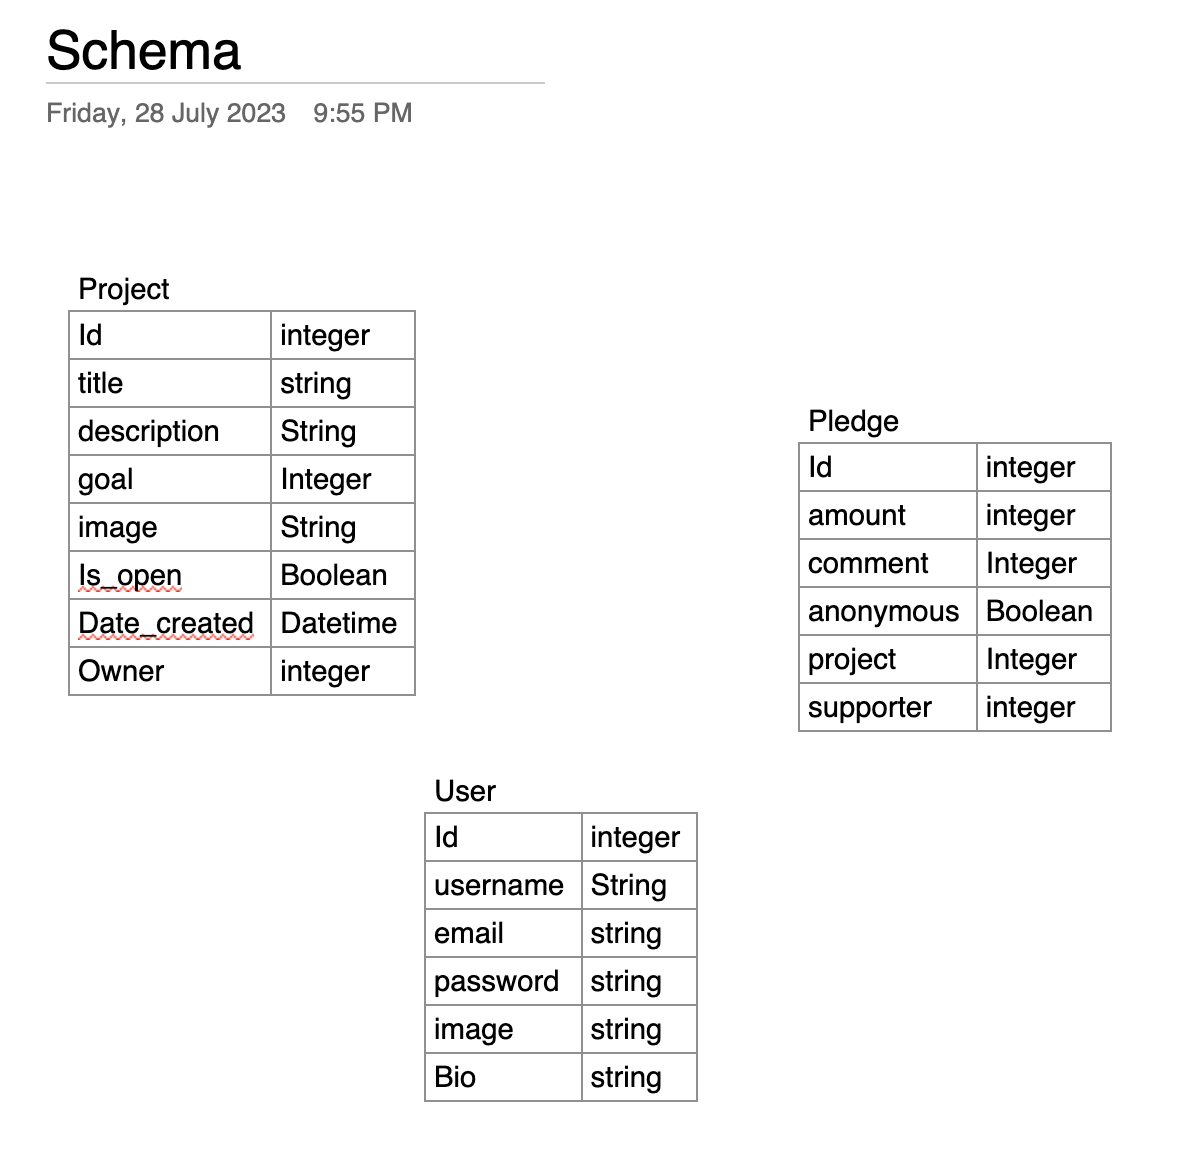 Schema
Friday, 28 July 2023 9:55 PM
Project
Id integer
title string
description String
goal Integer
image String
Is_open Boolean
Date_created Datetime
Owner integer
Pledge
Id integer
amount integer
comment Integer
anonymous Boolean
project Integer
supporter integer
User
Id integer
username String
email string
password string
image string
Bio string